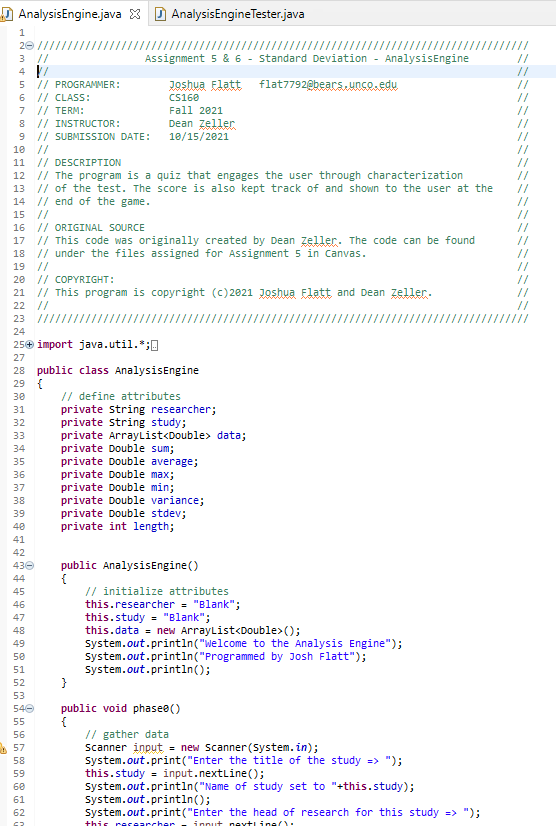 AnalysisEngine.java AnalysisEngineTester.java
1
2 //////////////////////////////////////////////////////////////////////////////////
3 // Assignment 5 & 6 - Standard Deviation - AnalysisEngine //
4 // //
5 // PROGRAMMER: Joshua Flatt flat7792@bears.unco.edu //
6 // CLASS: CS160 //
7 // TERM: Fall 2021 //
8 // INSTRUCTOR: Dean Zeller //
9 // SUBMISSION DATE: 10/15/2021 //
10 // //
11 // DESCRIPTION //
12 // The program is a quiz that engages the user through characterization //
13 // of the test. The score is also kept track of and shown to the user at the //
14 // end of the game. //
15 // //
16 // ORIGINAL SOURCE //
17 // This code was originally created by Dean Zeller. The code can be found //
18 // under the files assigned for Assignment 5 in Canvas. //
19 // //
20 // COPYRIGHT: //
21 // This program is copyright (c)2021 Joshua Flatt and Dean Zeller. //
22 // //
23 //////////////////////////////////////////////////////////////////////////////////
24
25 import java.util.*;
27
28 public class AnalysisEngine
29 {
30 // define attributes
31 private String researcher;
32 private String study;
33 private ArrayList<Double> data;
34 private Double sum;
35 private Double average;
36 private Double max;
37 private Double min;
38 private Double variance;
39 private Double stdev;
40 private int length;
41
42
43 public AnalysisEngine()
44 {
45 // initialize attributes
46 this.researcher = "Blank";
47 this.study = "Blank";
48 this.data = new ArrayList<Double>();
49 System.out.println("Welcome to the Analysis Engine");
50 System.out.println("Programmed by Josh Flatt");
51 System.out.println();
52 }
53
54 public void phase0()
55 {
56 // gather data
57 Scanner input = new Scanner(System.in);
58 System.out.print("Enter the title of the study => ");
59 this.study = input.nextLine();
60 System.out.println("Name of study set to "+this.study);
61 System.out.println();
62 System.out.print("Enter the head of research for this study => ");
63 this.researcher = input.nextLine();